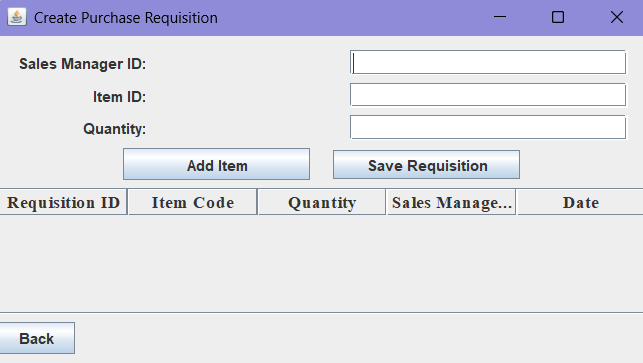 Create Purchase Requisition
Sales Manager ID:
Item ID:
Quantity:
Add Item Save Requisition
Requisition ID Item Code Quantity Sales Manage... Date
Back